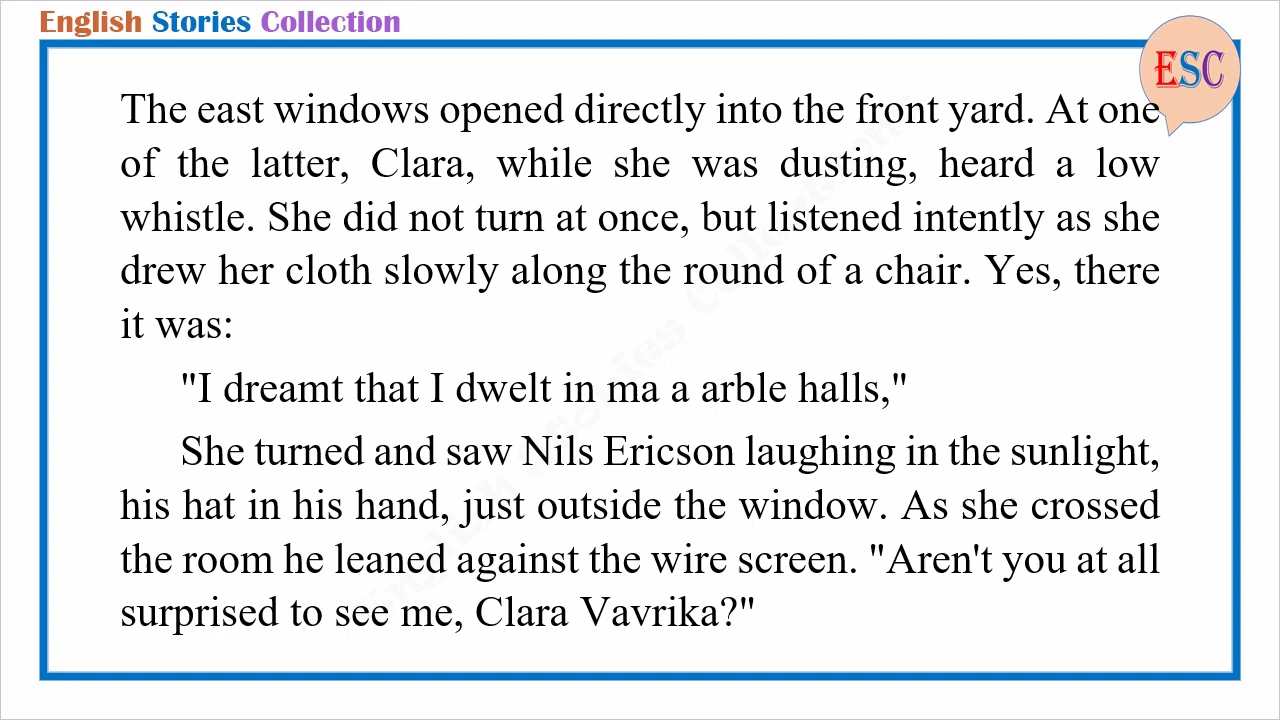 English Stories Collection
ESC
The east windows opened directly into the front yard. At one
of the latter, Clara, while she was dusting, heard a low
whistle. She did not turn at once, but listened intently as she
drew her cloth slowly along the round of a chair. Yes, there
it was:
"I dreamt that I dwelt in ma a arble halls,"
She turned and saw Nils Ericson laughing in the sunlight,
his hat in his hand, just outside the window. As she crossed
the room he leaned against the wire screen. "Aren't you at all
surprised to see me, Clara Vavrika?"